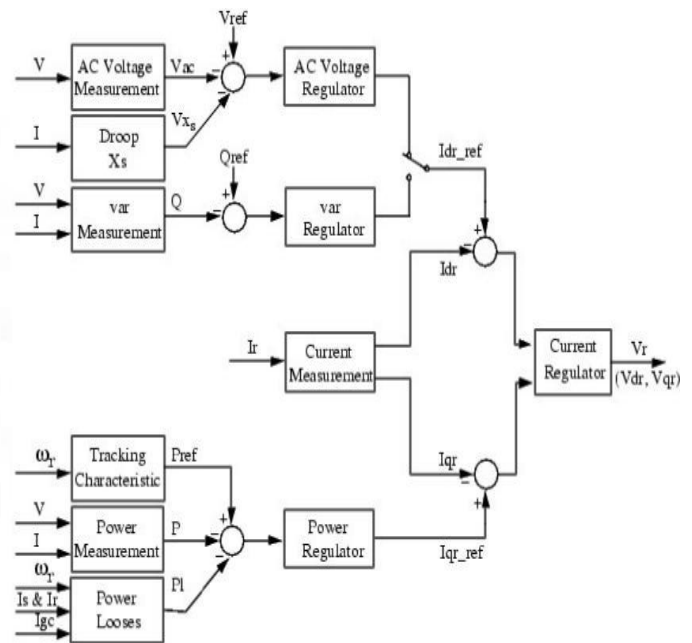 Vref
V
AC Voltage
Measurement
Vac
AC Voltage
Regulator
I
Droop
Xs
Vxs
Qref
Idr_ref
V
I
var
Measurement
Q
var
Regulator
Idr
Ir
Current
Measurement
Current
Regulator
Vr
(Vdr, Vqr)
ωr
Tracking
Characteristic
Pref
Iqr
V
I
Power
Measurement
P
Power
Regulator
Iqr_ref
ωr
Is & Ir
Igc
Power
Looses
Pl